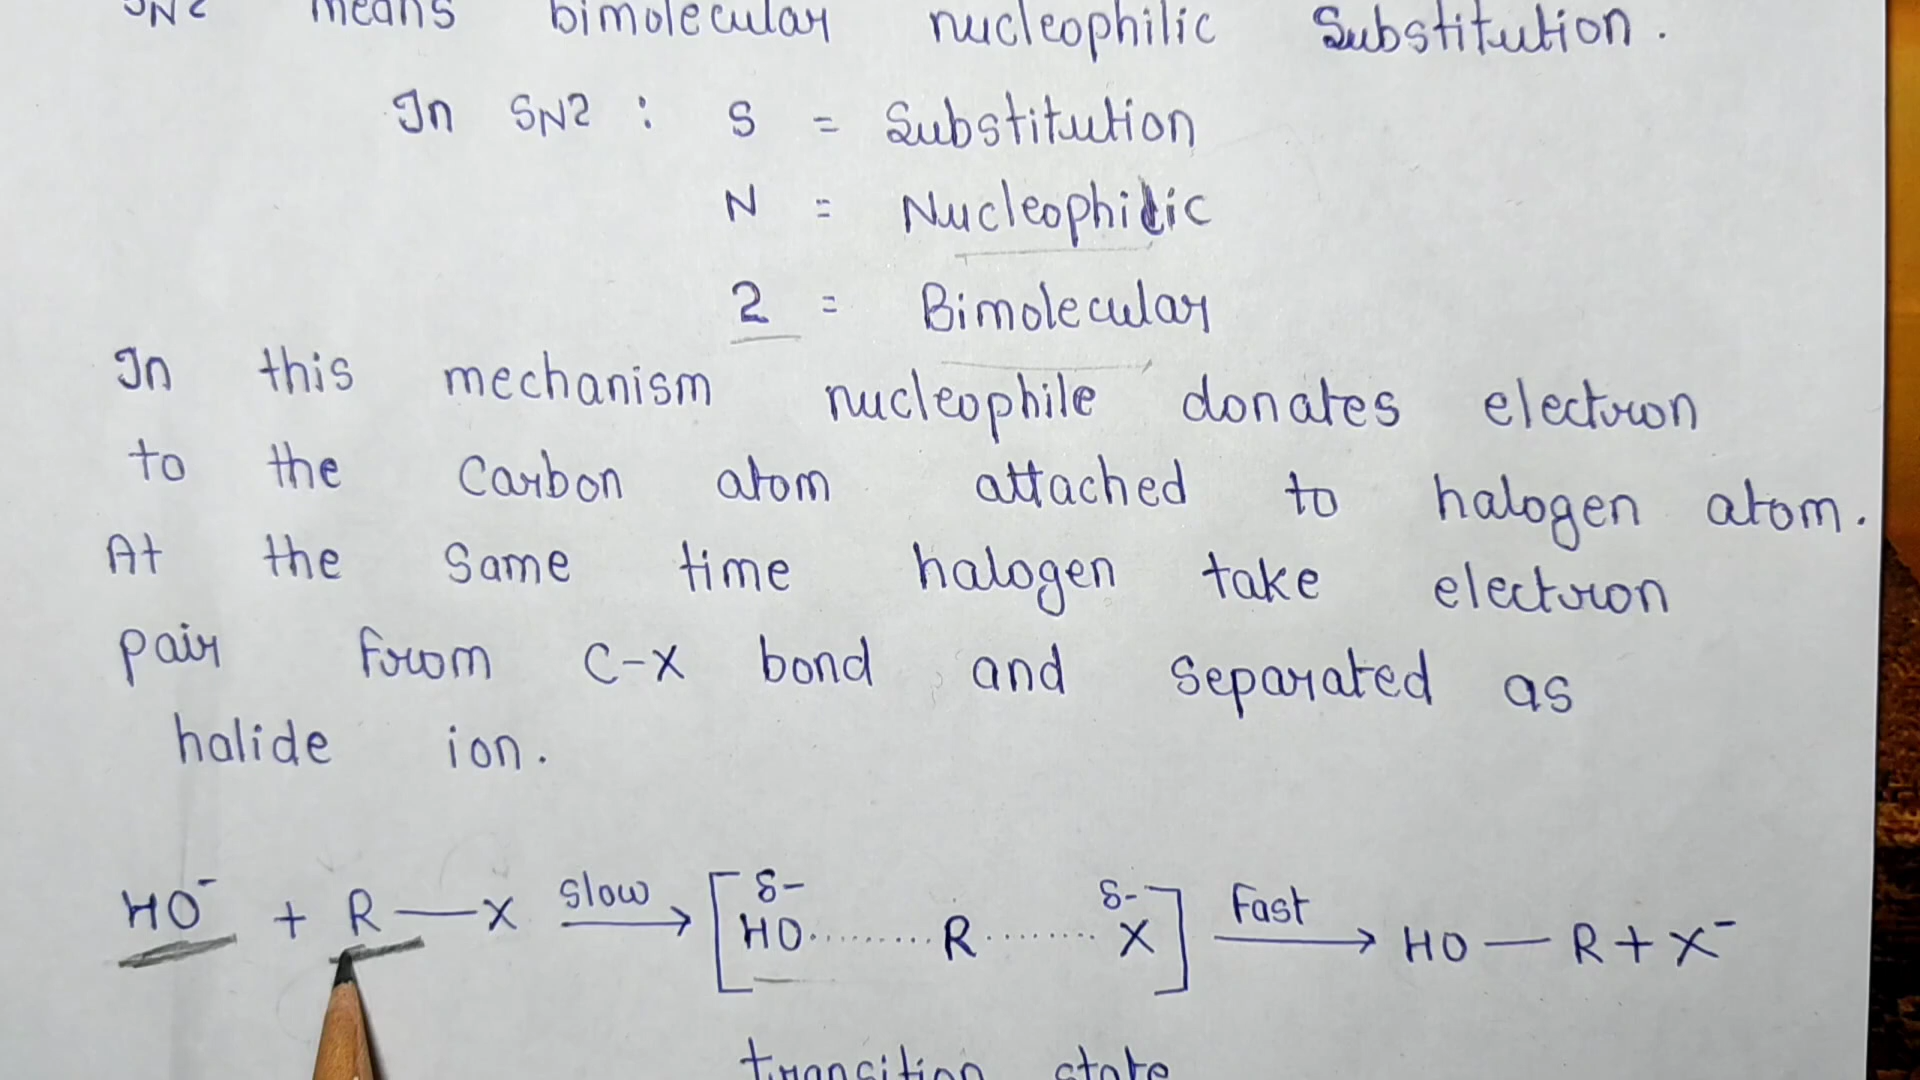 SN2 means bimolecular nucleophilic Substitution.
In SN2 : S = Substitution
N = Nucleophilic
2 = Bimolecular
In this mechanism nucleophile donates electron
to the Carbon atom attached to halogen atom.
At the Same time halogen take electron
pair from C-X bond and Separated as
halide ion.
HO⁻ + R—X slow→ [δ- HO........R........X δ-] Fast→ HO—R + X⁻
transition state